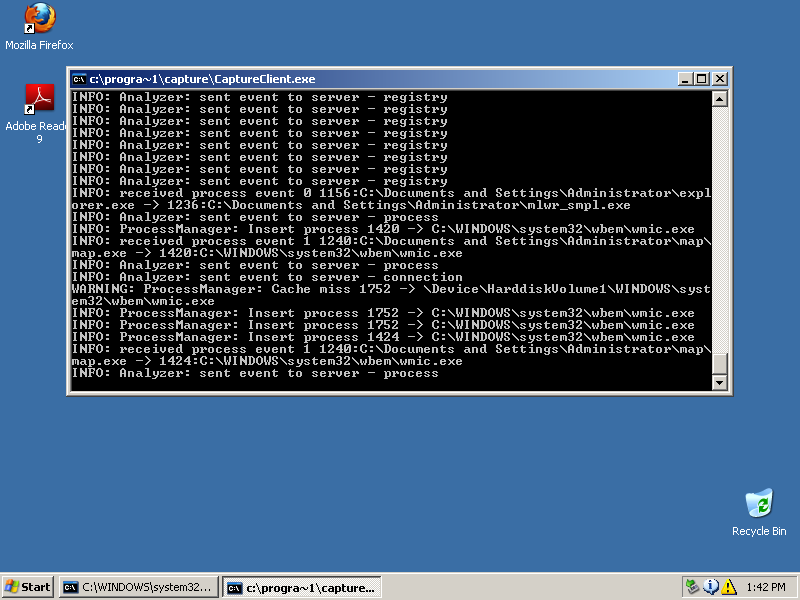 Mozilla Firefox
Adobe Reade
9
c:\progra~1\capture\CaptureClient.exe
INFO: Analyzer: sent event to server - registry
INFO: Analyzer: sent event to server - registry
INFO: Analyzer: sent event to server - registry
INFO: Analyzer: sent event to server - registry
INFO: Analyzer: sent event to server - registry
INFO: Analyzer: sent event to server - registry
INFO: Analyzer: sent event to server - registry
INFO: Analyzer: sent event to server - registry
INFO: received process event 0 1156:C:\Documents and Settings\Administrator\expl
orer.exe -> 1236:C:\Documents and Settings\Administrator\mlwr_smpl.exe
INFO: Analyzer: sent event to server - process
INFO: ProcessManager: Insert process 1420 -> C:\WINDOWS\system32\wbem\wmic.exe
INFO: received process event 1 1240:C:\Documents and Settings\Administrator\map\
map.exe -> 1420:C:\WINDOWS\system32\wbem\wmic.exe
INFO: Analyzer: sent event to server - process
INFO: Analyzer: sent event to server - connection
WARNING: ProcessManager: Cache miss 1752 -> \Device\HarddiskVolume1\WINDOWS\syst
em32\wbem\wmic.exe
INFO: ProcessManager: Insert process 1752 -> C:\WINDOWS\system32\wbem\wmic.exe
INFO: ProcessManager: Insert process 1752 -> C:\WINDOWS\system32\wbem\wmic.exe
INFO: ProcessManager: Insert process 1424 -> C:\WINDOWS\system32\wbem\wmic.exe
INFO: received process event 1 1240:C:\Documents and Settings\Administrator\map\
map.exe -> 1424:C:\WINDOWS\system32\wbem\wmic.exe
INFO: Analyzer: sent event to server - process
Recycle Bin
Start
C:\WINDOWS\system32...
c:\progra~1\capture...
1:42 PM